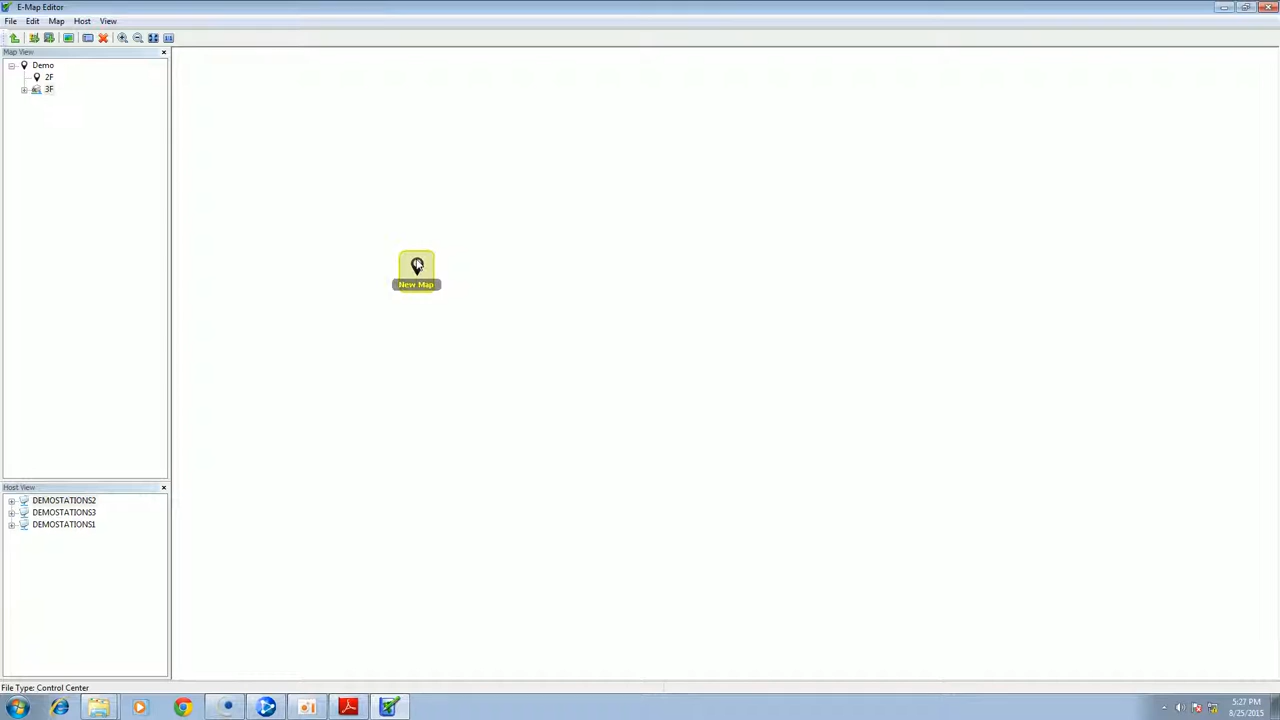 E-Map Editor
File Edit Map Host View
Map View
Demo
2F
3F
New Map
Host View
DEMOSTATIONS2
DEMOSTATIONS3
DEMOSTATIONS1
File Type: Control Center
5:27 PM
8/25/2015